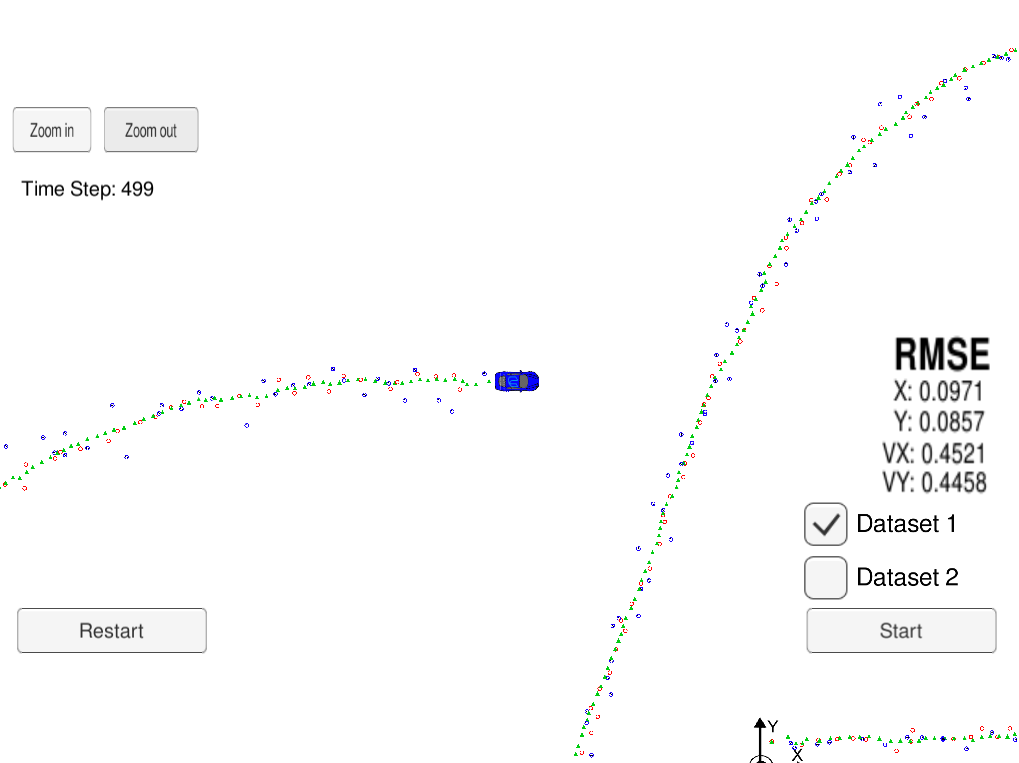 Zoom in
Zoom out
Time Step: 499
RMSE
X: 0.0971
Y: 0.0857
VX: 0.4521
VY: 0.4458
Dataset 1
Dataset 2
Restart
Start
Y
X